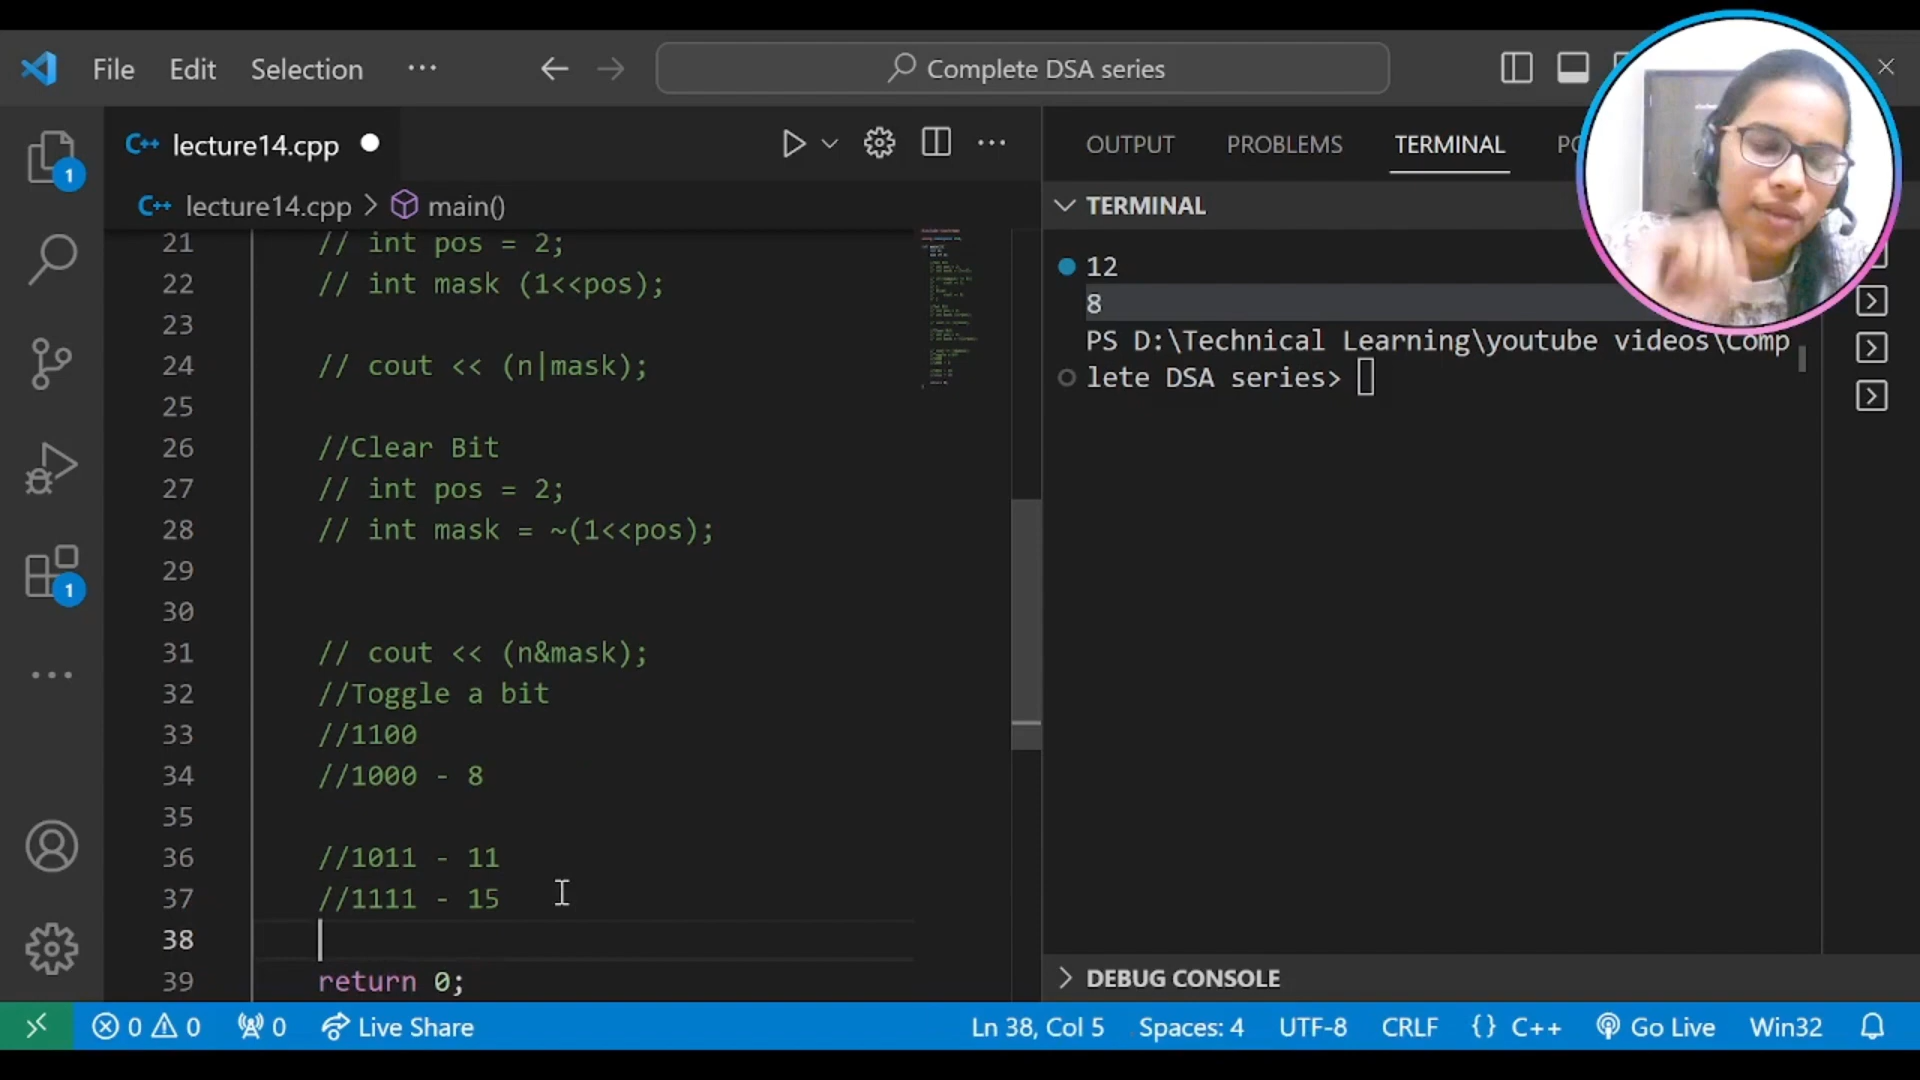 File Edit Selection ··· Complete DSA series
lecture14.cpp
lecture14.cpp > main()
21 // int pos = 2;
22 // int mask (1<<pos);
23
24 // cout << (n|mask);
25
26 //Clear Bit
27 // int pos = 2;
28 // int mask = ~(1<<pos);
29
30
31 // cout << (n&mask);
32 //Toggle a bit
33 //1100
34 //1000 - 8
35
36 //1011 - 11
37 //1111 - 15
38
39 return 0;
OUTPUT PROBLEMS TERMINAL
TERMINAL
12
8
PS D:\Technical Learning\youtube videos\Comp
lete DSA series>
DEBUG CONSOLE
1
1
0 0 0 Live Share Ln 38, Col 5 Spaces: 4 UTF-8 CRLF {} C++ Go Live Win32